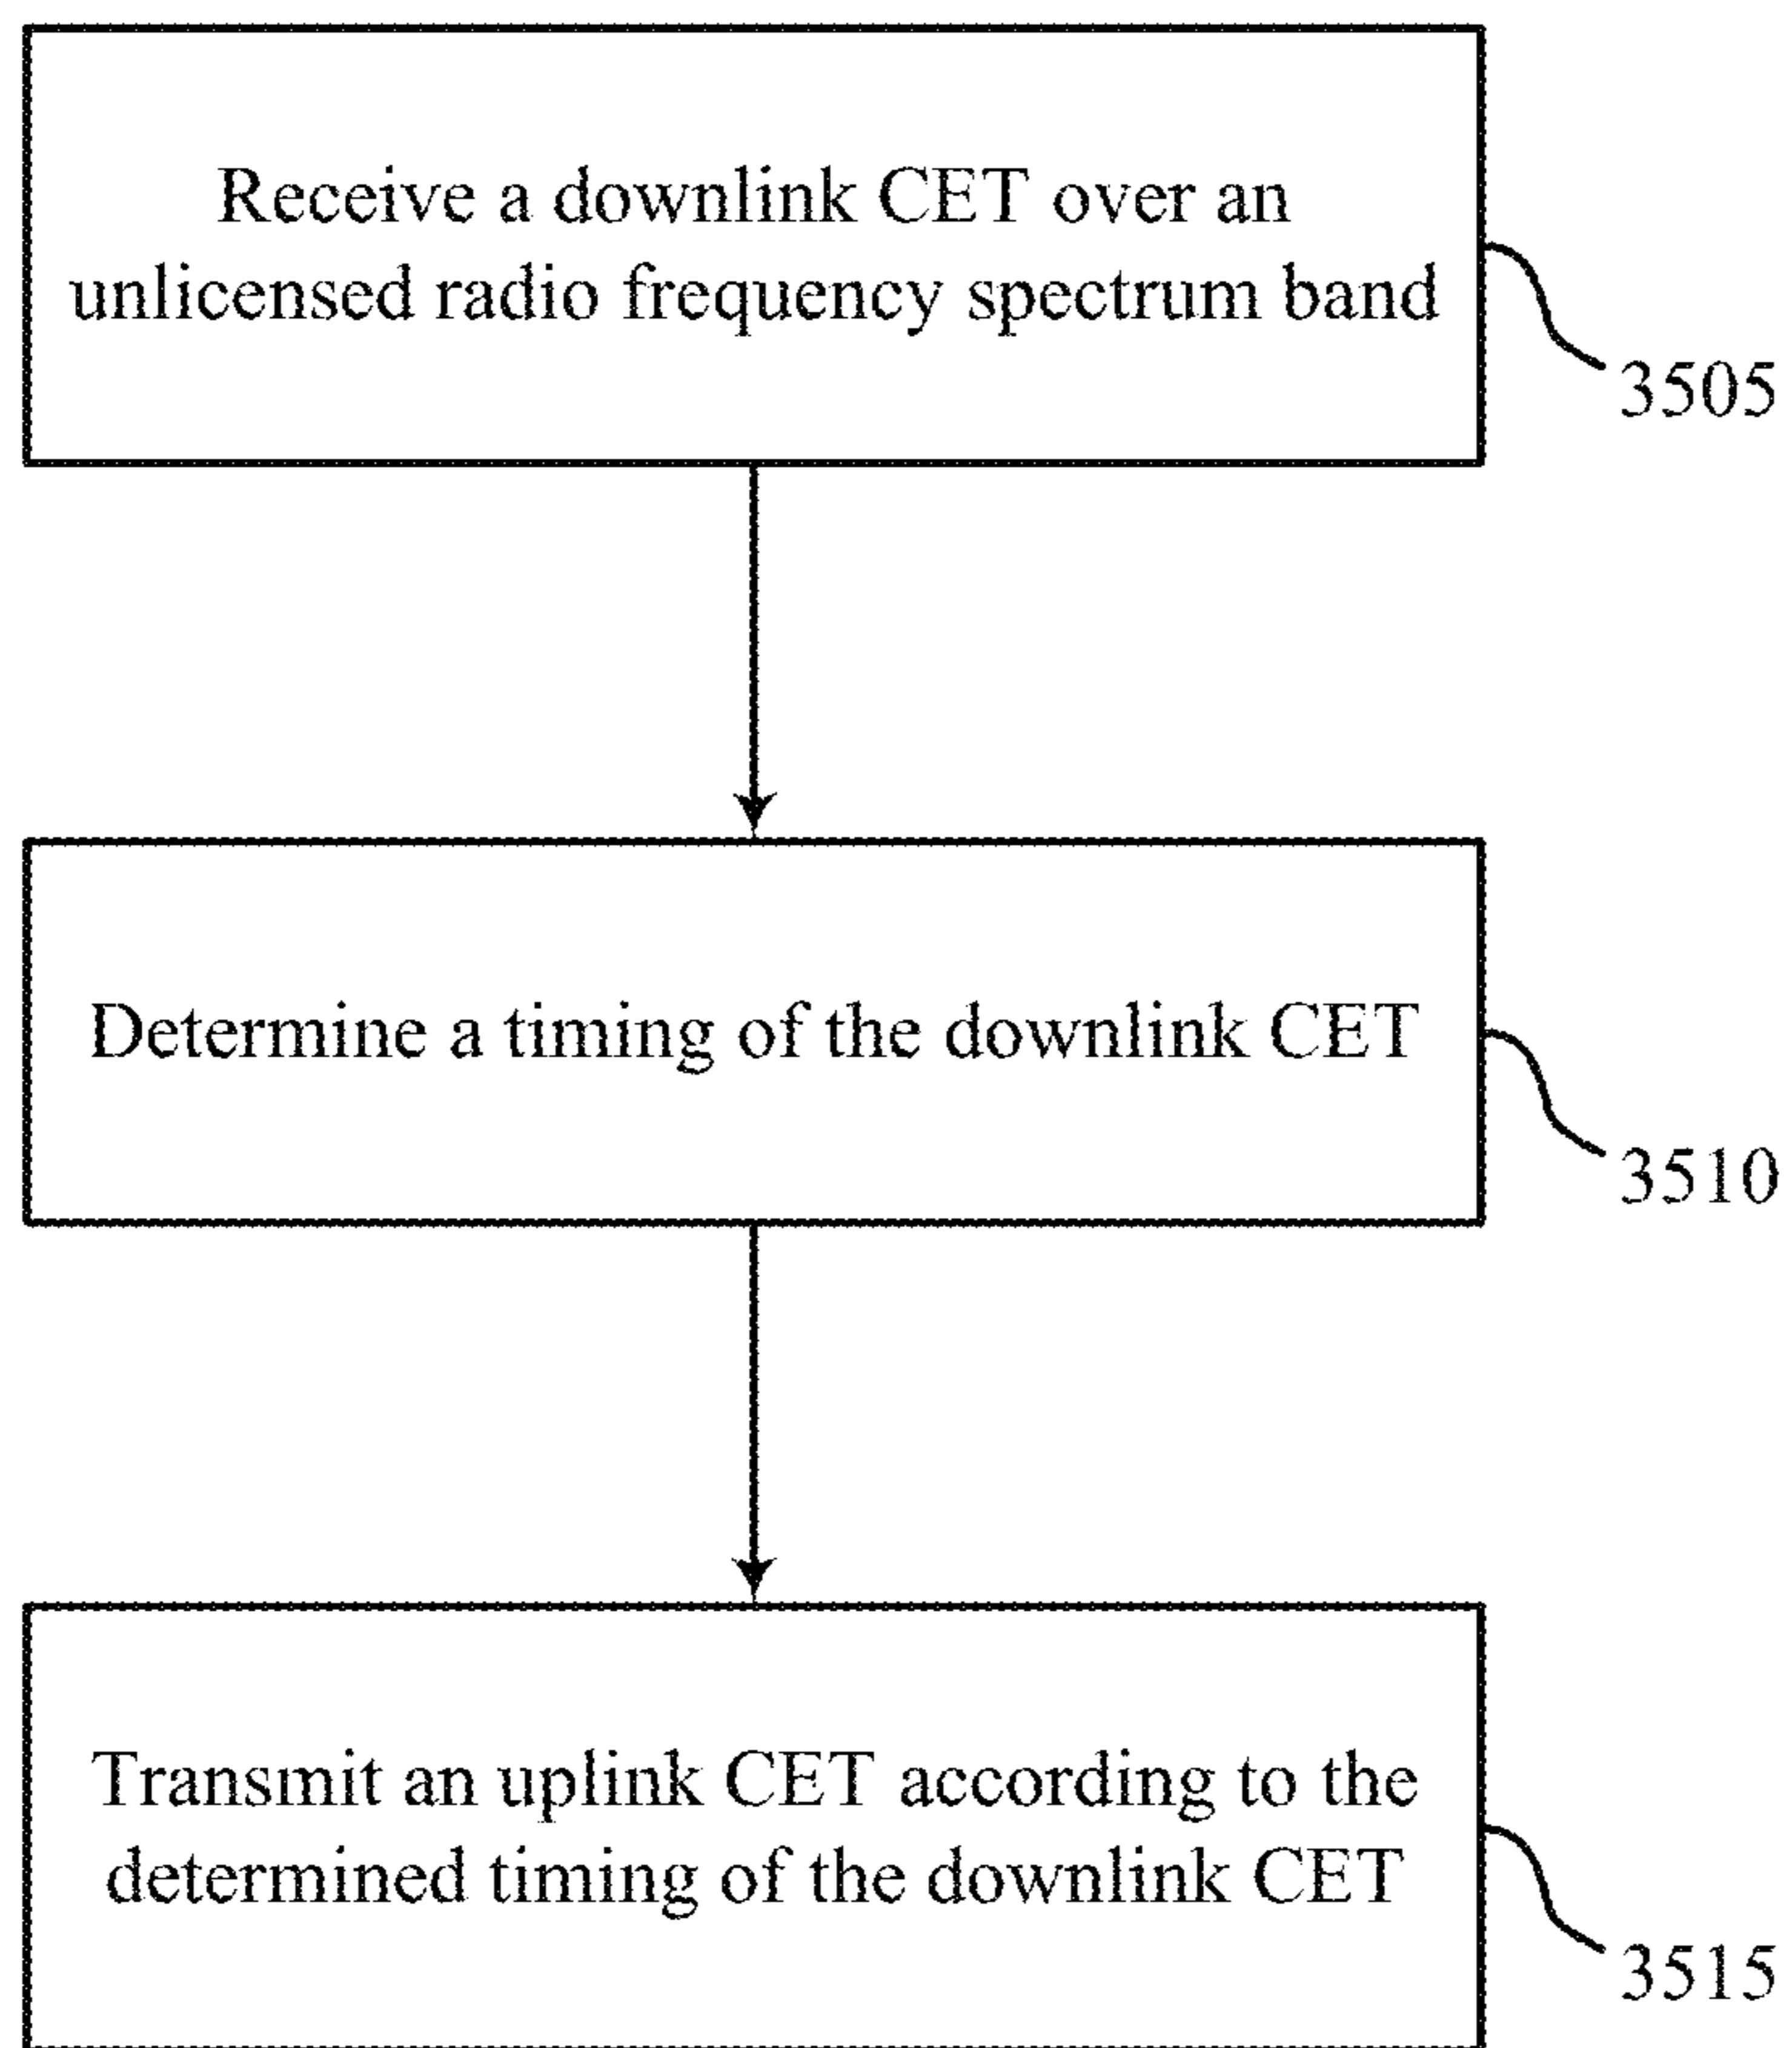 Receive a downlink CET over an
unlicensed radio frequency spectrum band
3505
Determine a timing of the downlink CET
3510
Transmit an uplink CET according to the
determined timing of the downlink CET
3515